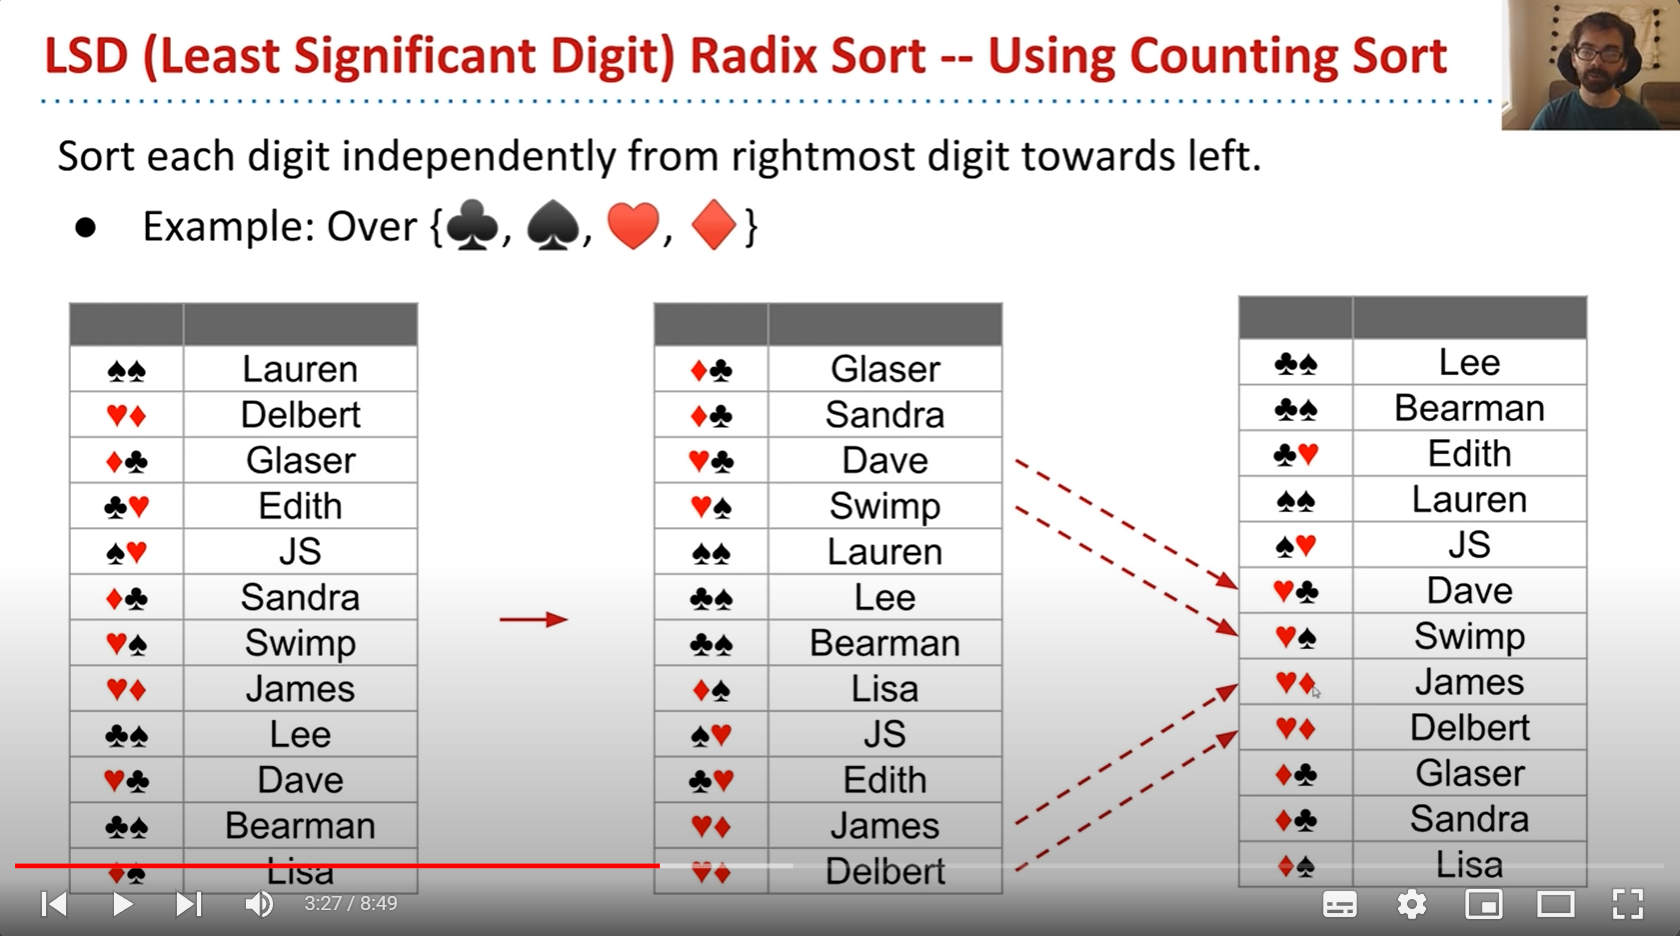 LSD (Least Significant Digit) Radix Sort -- Using Counting Sort
Sort each digit independently from rightmost digit towards left.
● Example: Over {♣, ♠, ♥, ♦}
♠♠ Lauren
♥♦ Delbert
♦♣ Glaser
♣♥ Edith
♠♥ JS
♦♣ Sandra
♥♠ Swimp
♥♦ James
♣♠ Lee
♥♣ Dave
♣♠ Bearman
♦♠ Lisa
♦♣ Glaser
♦♣ Sandra
♥♣ Dave
♥♠ Swimp
♠♠ Lauren
♣♠ Lee
♣♠ Bearman
♦♠ Lisa
♠♥ JS
♣♥ Edith
♥♦ James
♥♦ Delbert
♣♠ Lee
♣♠ Bearman
♣♥ Edith
♠♠ Lauren
♠♥ JS
♥♣ Dave
♥♠ Swimp
♥♦ James
♥♦ Delbert
♦♣ Glaser
♦♣ Sandra
♦♠ Lisa
3:27 / 8:49